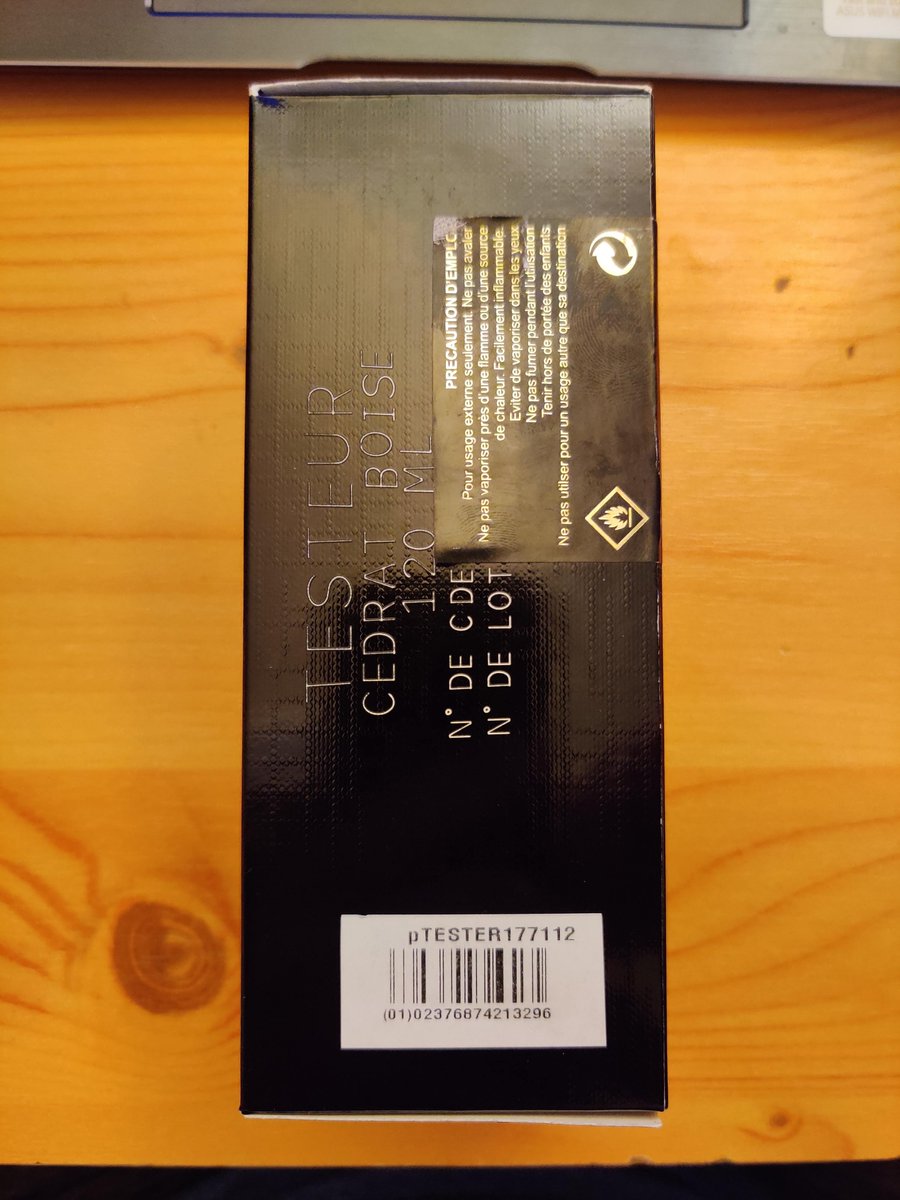 TESTEUR
CEDRAT BOISE
120 ML
N° DE CDE
N° DE LOT
PRECAUTION D'EMPLO
Pour usage externe seulement. Ne pas avaler
Ne pas vaporiser près d'une flamme ou d'une source
de chaleur. Facilement inflammable.
Eviter de vaporiser dans les yeux
Ne pas fumer pendant l'utilisation
Tenir hors de portée des enfants
Ne pas utilser pour un usage autre que sa destination
pTESTER177112
(01)02376874213296